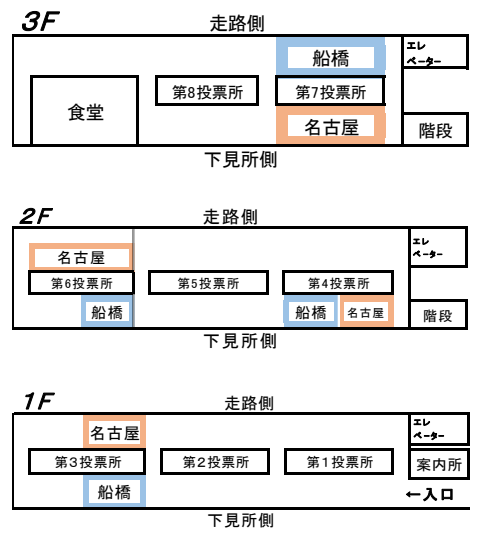 3F
走路側
エレ
ベーター
船橋
食堂
第8投票所
第7投票所
名古屋
階段
下見所側
2F
走路側
エレ
ベーター
名古屋
第6投票所
第5投票所
第4投票所
船橋
船橋
名古屋
階段
下見所側
1F
走路側
エレ
ベーター
名古屋
第3投票所
第2投票所
第1投票所
案内所
船橋
←入口
下見所側